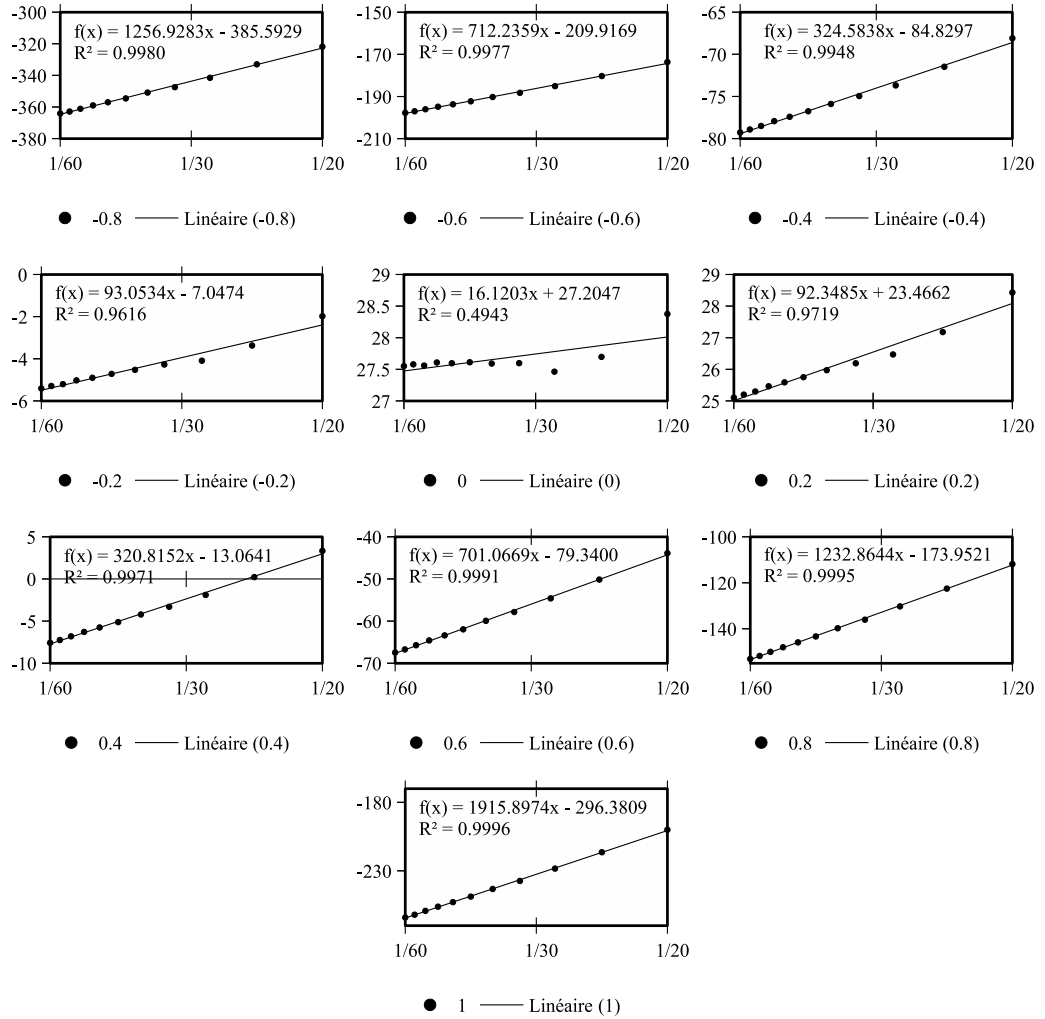 -300
-320
-340
-360
-380
f(x) = 1256.9283x - 385.5929
R² = 0.9980
1/60 1/30 1/20
-0.8 Linéaire (-0.8)
-150
-170
-190
-210
f(x) = 712.2359x - 209.9169
R² = 0.9977
1/60 1/30 1/20
-0.6 Linéaire (-0.6)
-65
-70
-75
-80
f(x) = 324.5838x - 84.8297
R² = 0.9948
1/60 1/30 1/20
-0.4 Linéaire (-0.4)
0
-2
-4
-6
f(x) = 93.0534x - 7.0474
R² = 0.9616
1/60 1/30 1/20
-0.2 Linéaire (-0.2)
29
28.5
28
27.5
27
f(x) = 16.1203x + 27.2047
R² = 0.4943
1/60 1/30 1/20
0 Linéaire (0)
29
28
27
26
25
f(x) = 92.3485x + 23.4662
R² = 0.9719
1/60 1/30 1/20
0.2 Linéaire (0.2)
5
0
-5
-10
f(x) = 320.8152x - 13.0641
R² = 0.9971
1/60 1/30 1/20
0.4 Linéaire (0.4)
-40
-50
-60
-70
f(x) = 701.0669x - 79.3400
R² = 0.9991
1/60 1/30 1/20
0.6 Linéaire (0.6)
-100
-120
-140
f(x) = 1232.8644x - 173.9521
R² = 0.9995
1/60 1/30 1/20
0.8 Linéaire (0.8)
-180
-230
f(x) = 1915.8974x - 296.3809
R² = 0.9996
1/60 1/30 1/20
1 Linéaire (1)